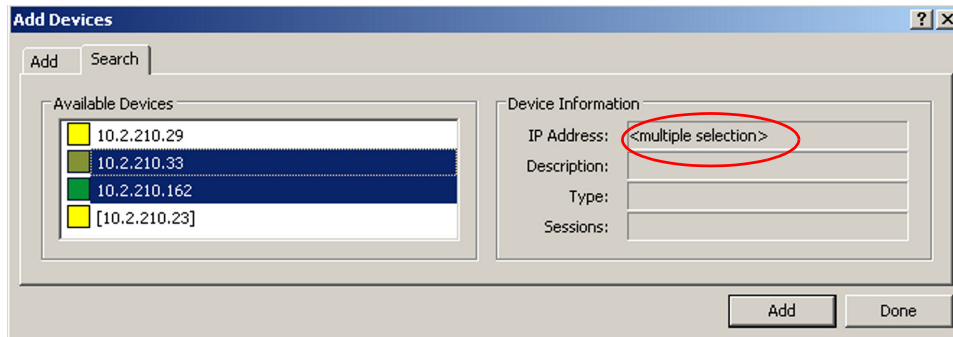 Add Devices
Add Search
Available Devices
10.2.210.29
10.2.210.33
10.2.210.162
[10.2.210.23]
Device Information
IP Address: <multiple selection>
Description:
Type:
Sessions:
Add Done